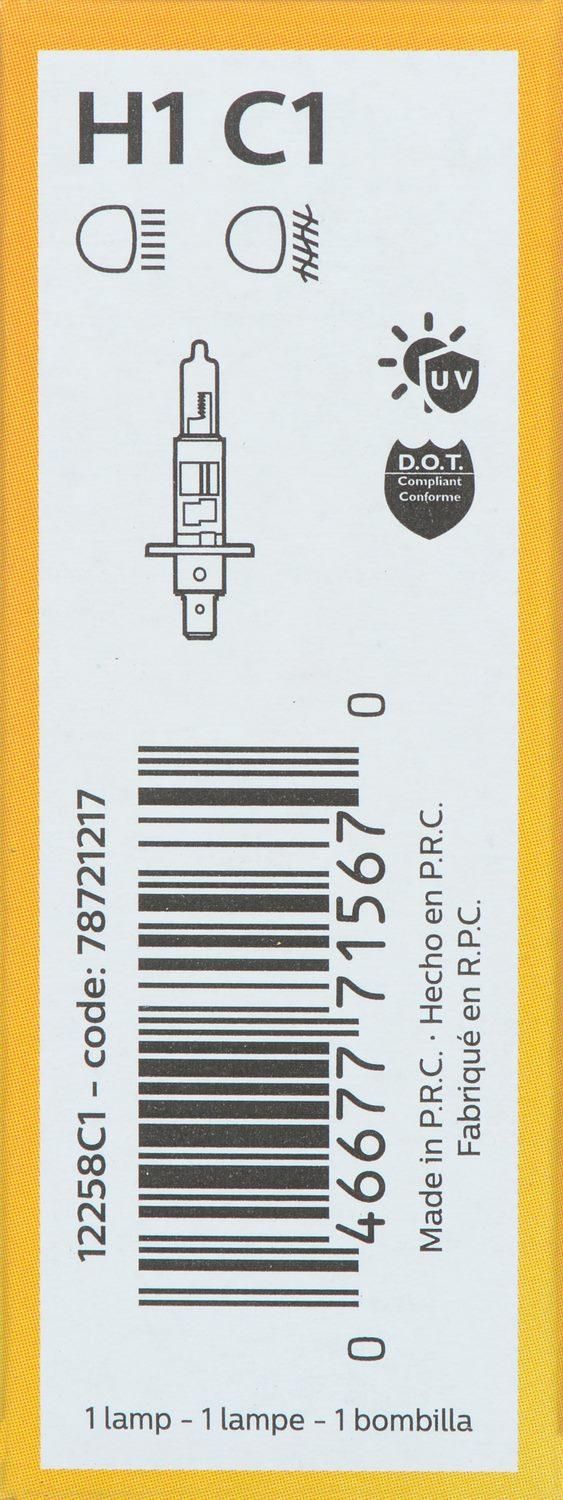 H1 C1
UV
D.O.T.
Compliant
Conforme
12258C1 – code: 78721217
0 46677 71567 0
Made in P.R.C. · Hecho en P.R.C.
Fabriqué en R.P.C.
1 lamp – 1 lampe – 1 bombilla